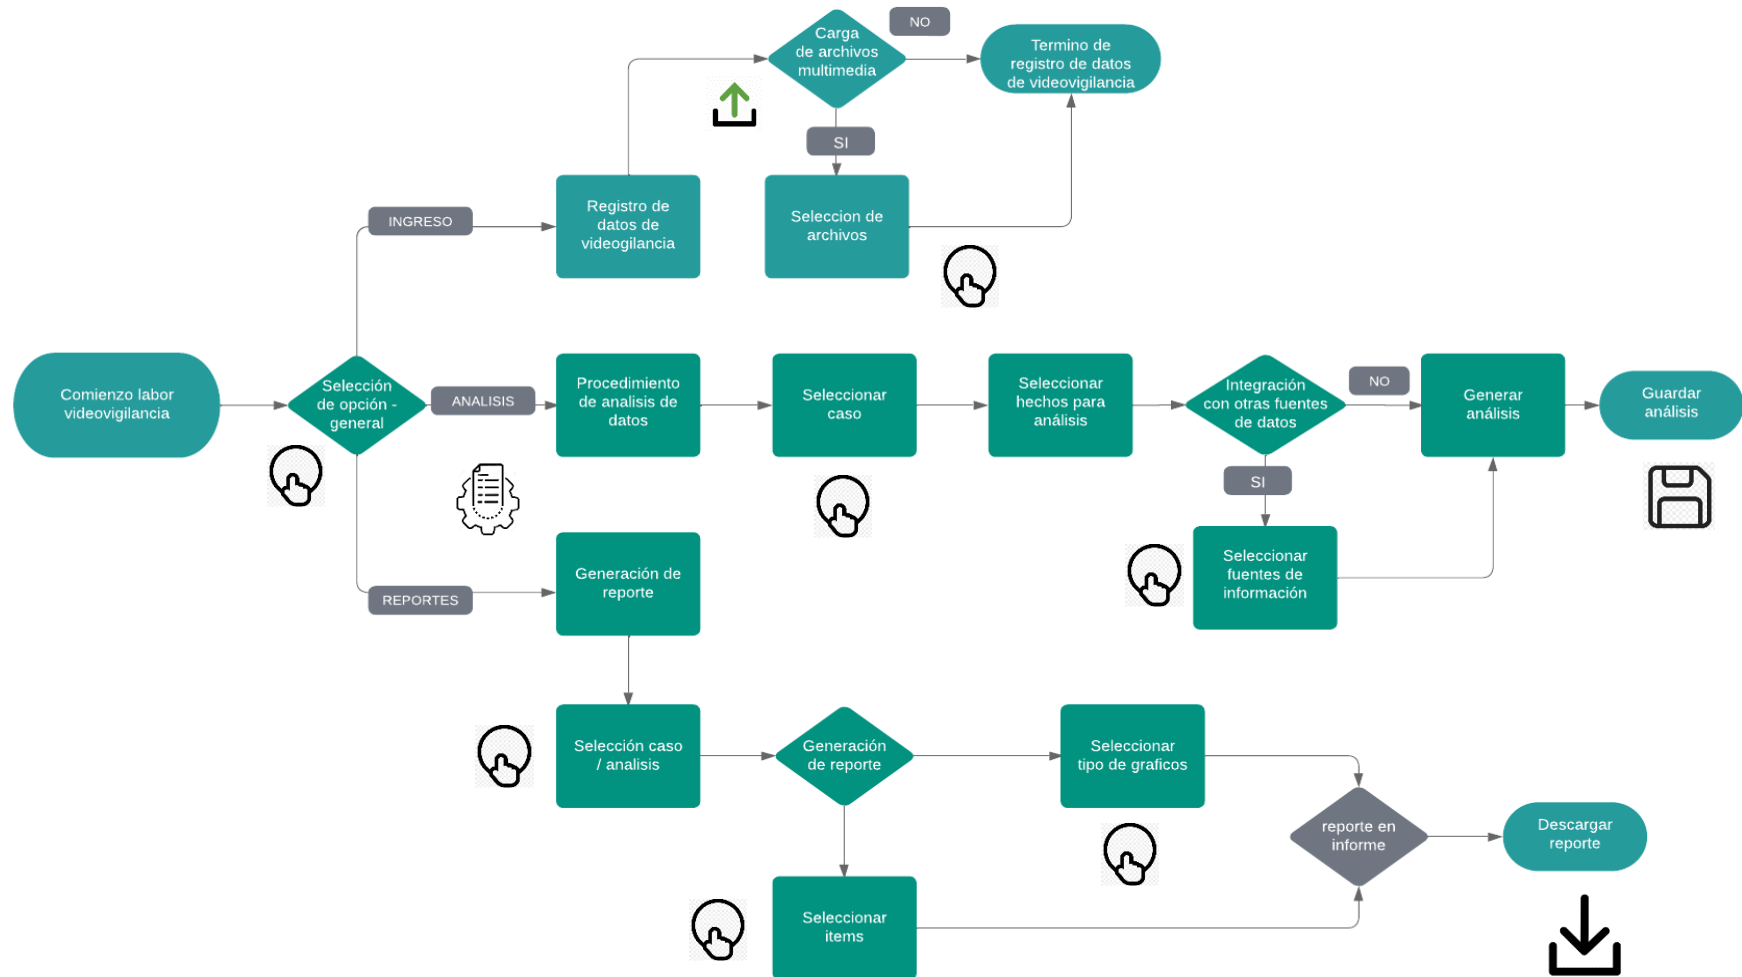 NO
Carga
de archivos
multimedia
Termino de
registro de datos
de videovigilancia
SI
INGRESO
Registro de
datos de
videogilancia
Seleccion de
archivos
Comienzo labor
videovigilancia
Selección
de opción -
general
ANALISIS
Procedimiento
de analisis de
datos
Seleccionar
caso
Seleccionar
hechos para
análisis
Integración
con otras fuentes
de datos
NO
Generar
análisis
Guardar
análisis
SI
Seleccionar
fuentes de
información
REPORTES
Generación de
reporte
Selección caso
/ analisis
Generación
de reporte
Seleccionar
tipo de graficos
reporte en
informe
Descargar
reporte
Seleccionar
items